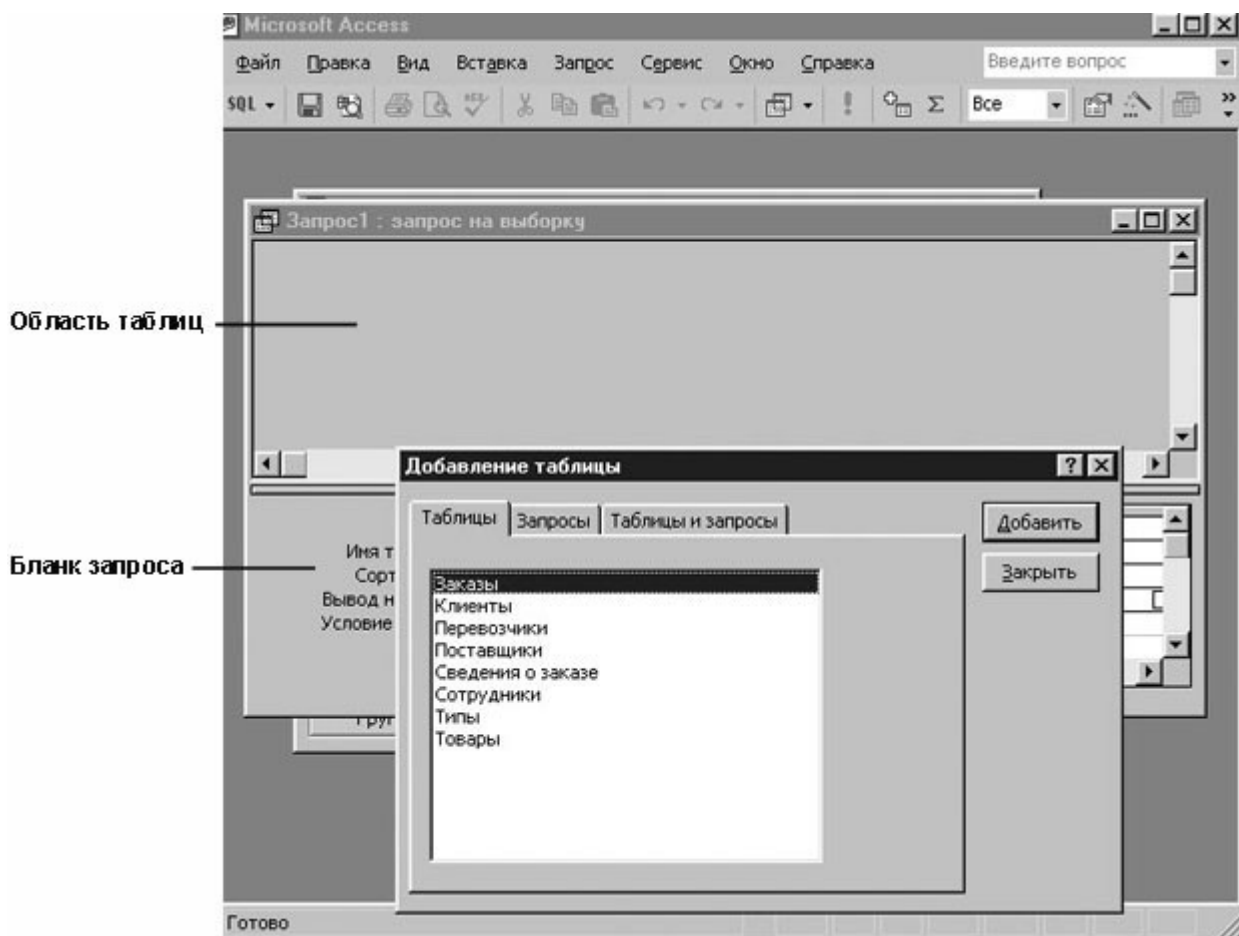 Microsoft Access
Файл Правка Вид Вставка Запрос Сервис Окно Справка Введите вопрос
SQL Σ Все
Запрос1 : запрос на выборку
Область таблиц
Добавление таблицы
Таблицы Запросы Таблицы и запросы
Добавить
Закрыть
Бланк запроса
Имя т
Сорт
Вывод н
Условие
Заказы
Клиенты
Перевозчики
Поставщики
Сведения о заказе
Сотрудники
Типы
Товары
Готово